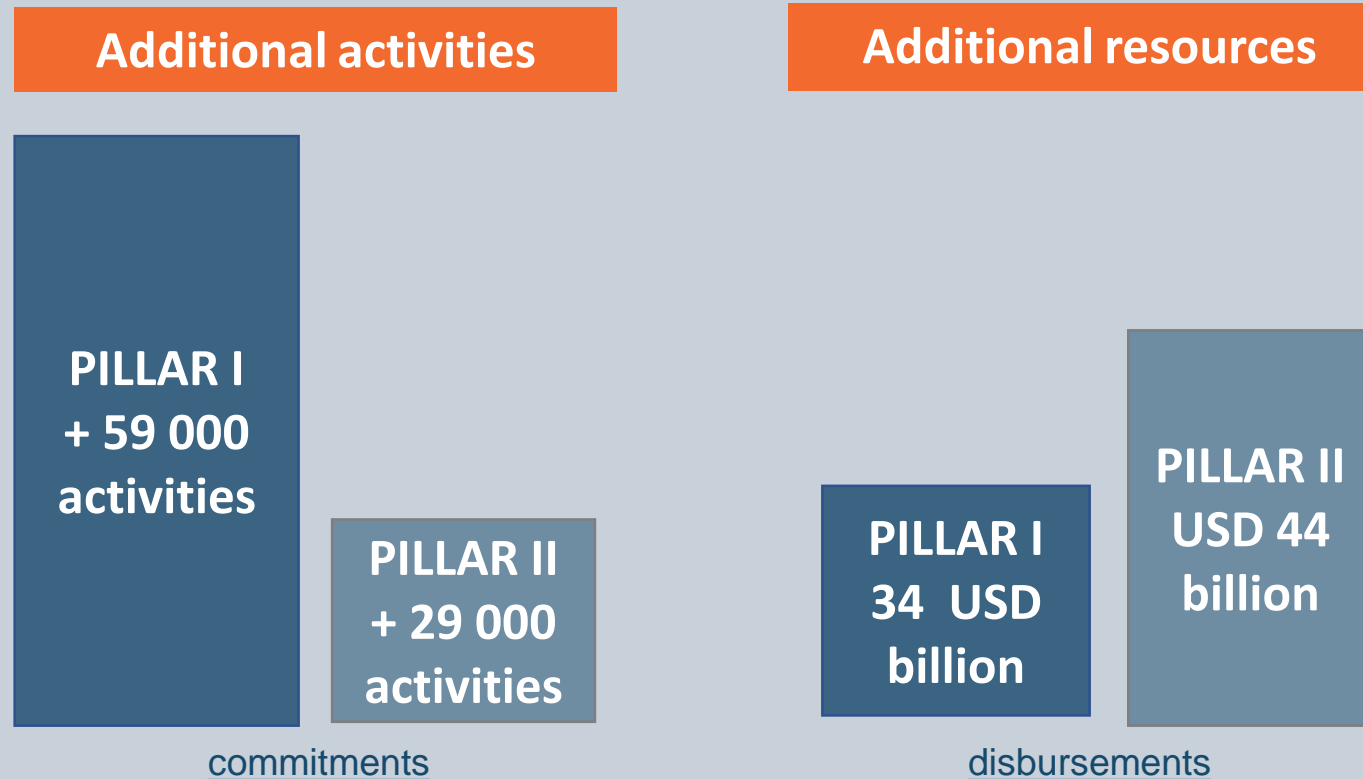 Additional activities
Additional resources
PILLAR I
+ 59 000
activities
PILLAR II
+ 29 000
activities
PILLAR I
34  USD
billion
PILLAR II
USD 44
billion
commitments
disbursements